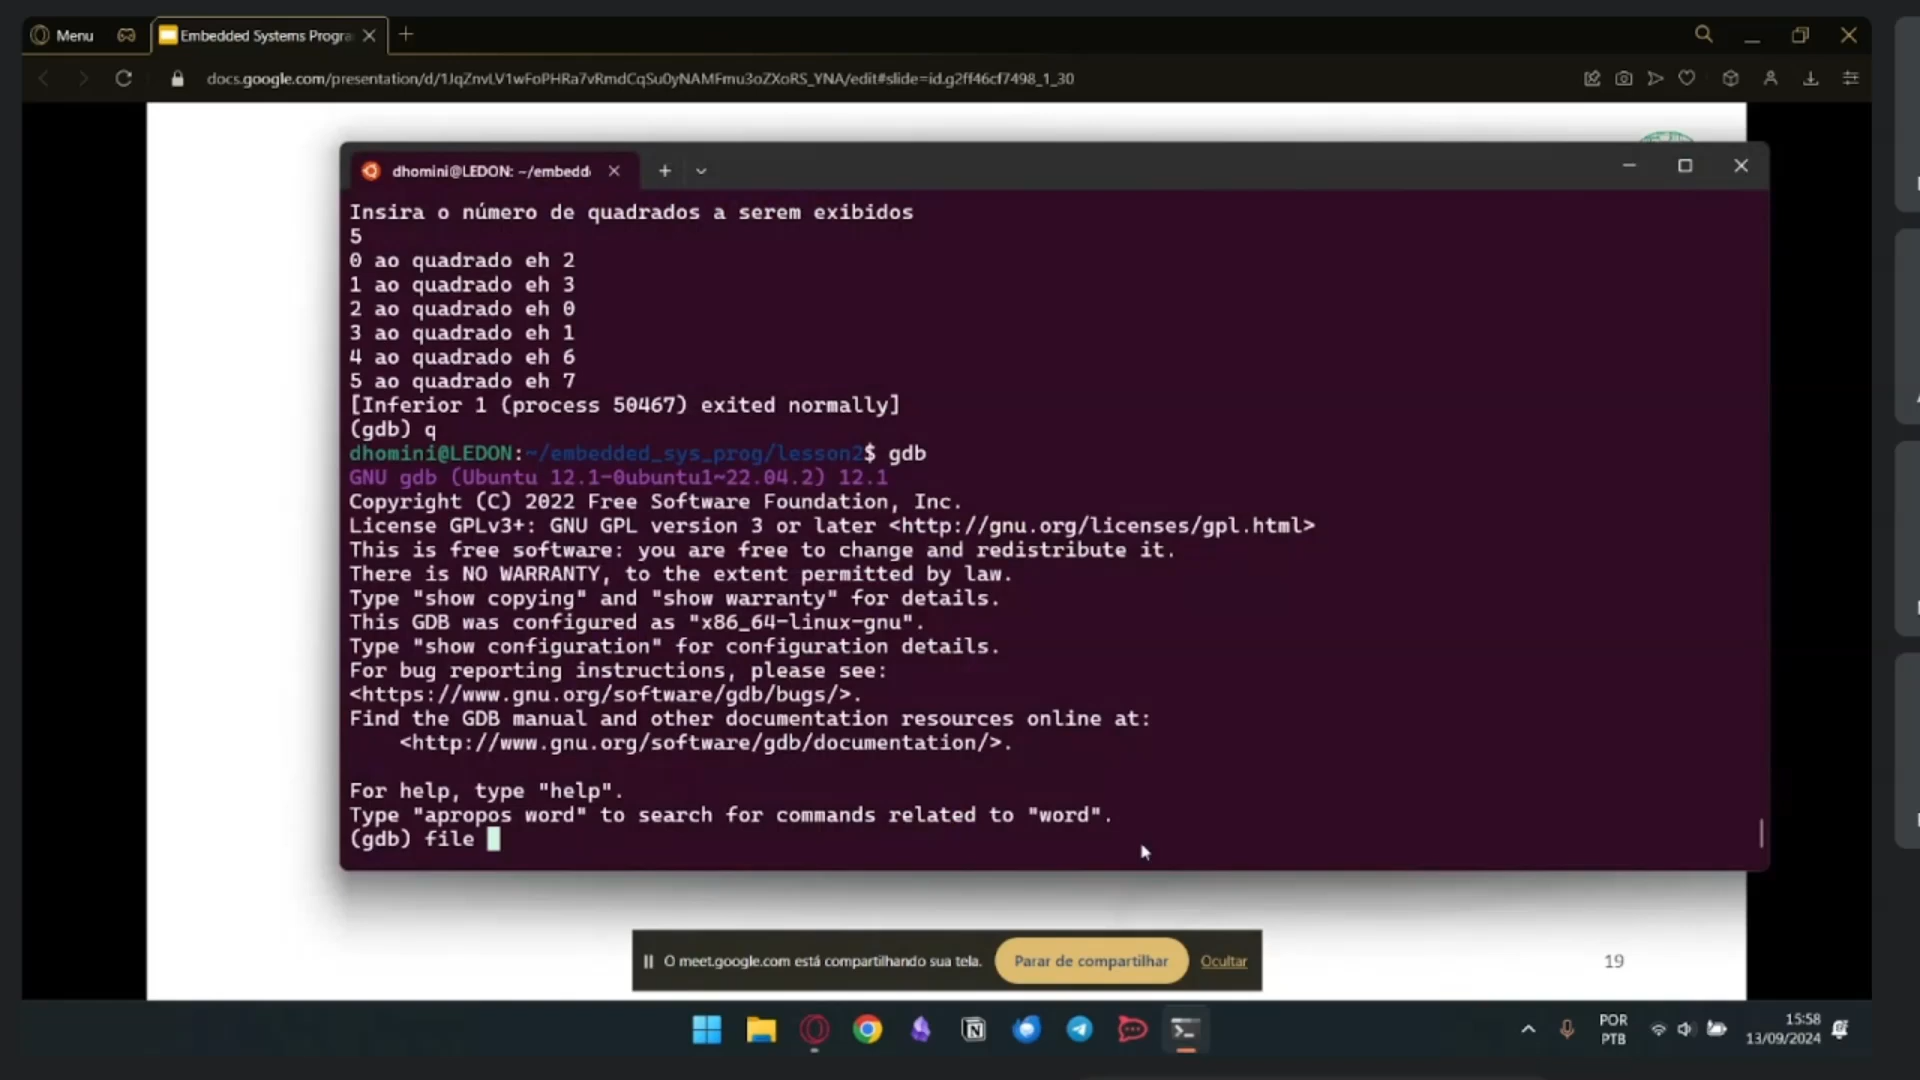 Menu
Embedded Systems Progra
docs.google.com/presentation/d/1JqZnvLV1wFoPHRa7vRmdCqSu0yNAMFmu3oZXoRS_YNA/edit#slide=id.g2ff46cf7498_1_30
dhomini@LEDON: ~/embedd
Insira o número de quadrados a serem exibidos
5
0 ao quadrado eh 2
1 ao quadrado eh 3
2 ao quadrado eh 0
3 ao quadrado eh 1
4 ao quadrado eh 6
5 ao quadrado eh 7
[Inferior 1 (process 50467) exited normally]
(gdb) q
dhomini@LEDON:~/embedded_sys_prog/lesson2$ gdb
GNU gdb (Ubuntu 12.1-0ubuntu1~22.04.2) 12.1
Copyright (C) 2022 Free Software Foundation, Inc.
License GPLv3+: GNU GPL version 3 or later <http://gnu.org/licenses/gpl.html>
This is free software: you are free to change and redistribute it.
There is NO WARRANTY, to the extent permitted by law.
Type "show copying" and "show warranty" for details.
This GDB was configured as "x86_64-linux-gnu".
Type "show configuration" for configuration details.
For bug reporting instructions, please see:
<https://www.gnu.org/software/gdb/bugs/>.
Find the GDB manual and other documentation resources online at:
    <http://www.gnu.org/software/gdb/documentation/>.
For help, type "help".
Type "apropos word" to search for commands related to "word".
(gdb) file
O meet.google.com está compartilhando sua tela.
Parar de compartilhar
Ocultar
19
POR
PTB
15:58
13/09/2024